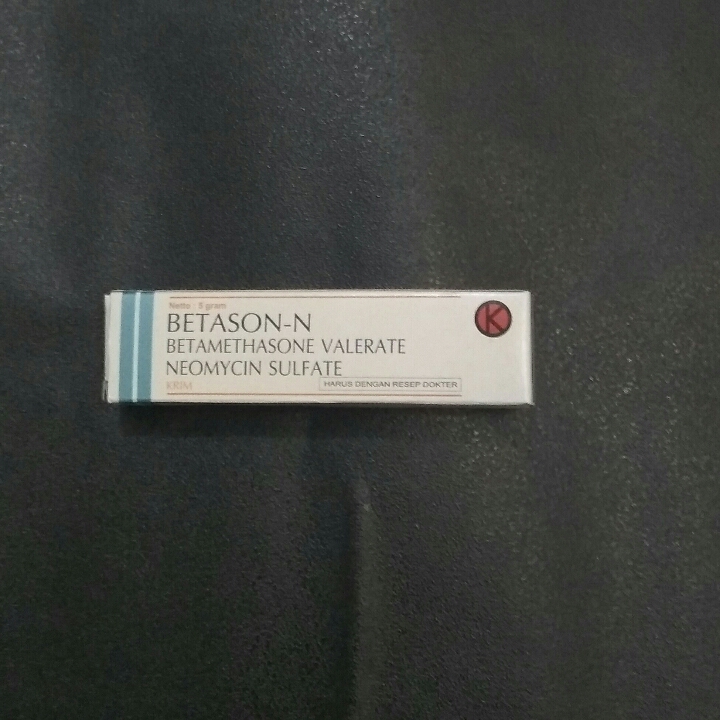 Netto : 5 gram
BETASON-N
BETAMETHASONE VALERATE
NEOMYCIN SULFATE
KRIM
HARUS DENGAN RESEP DOKTER
K